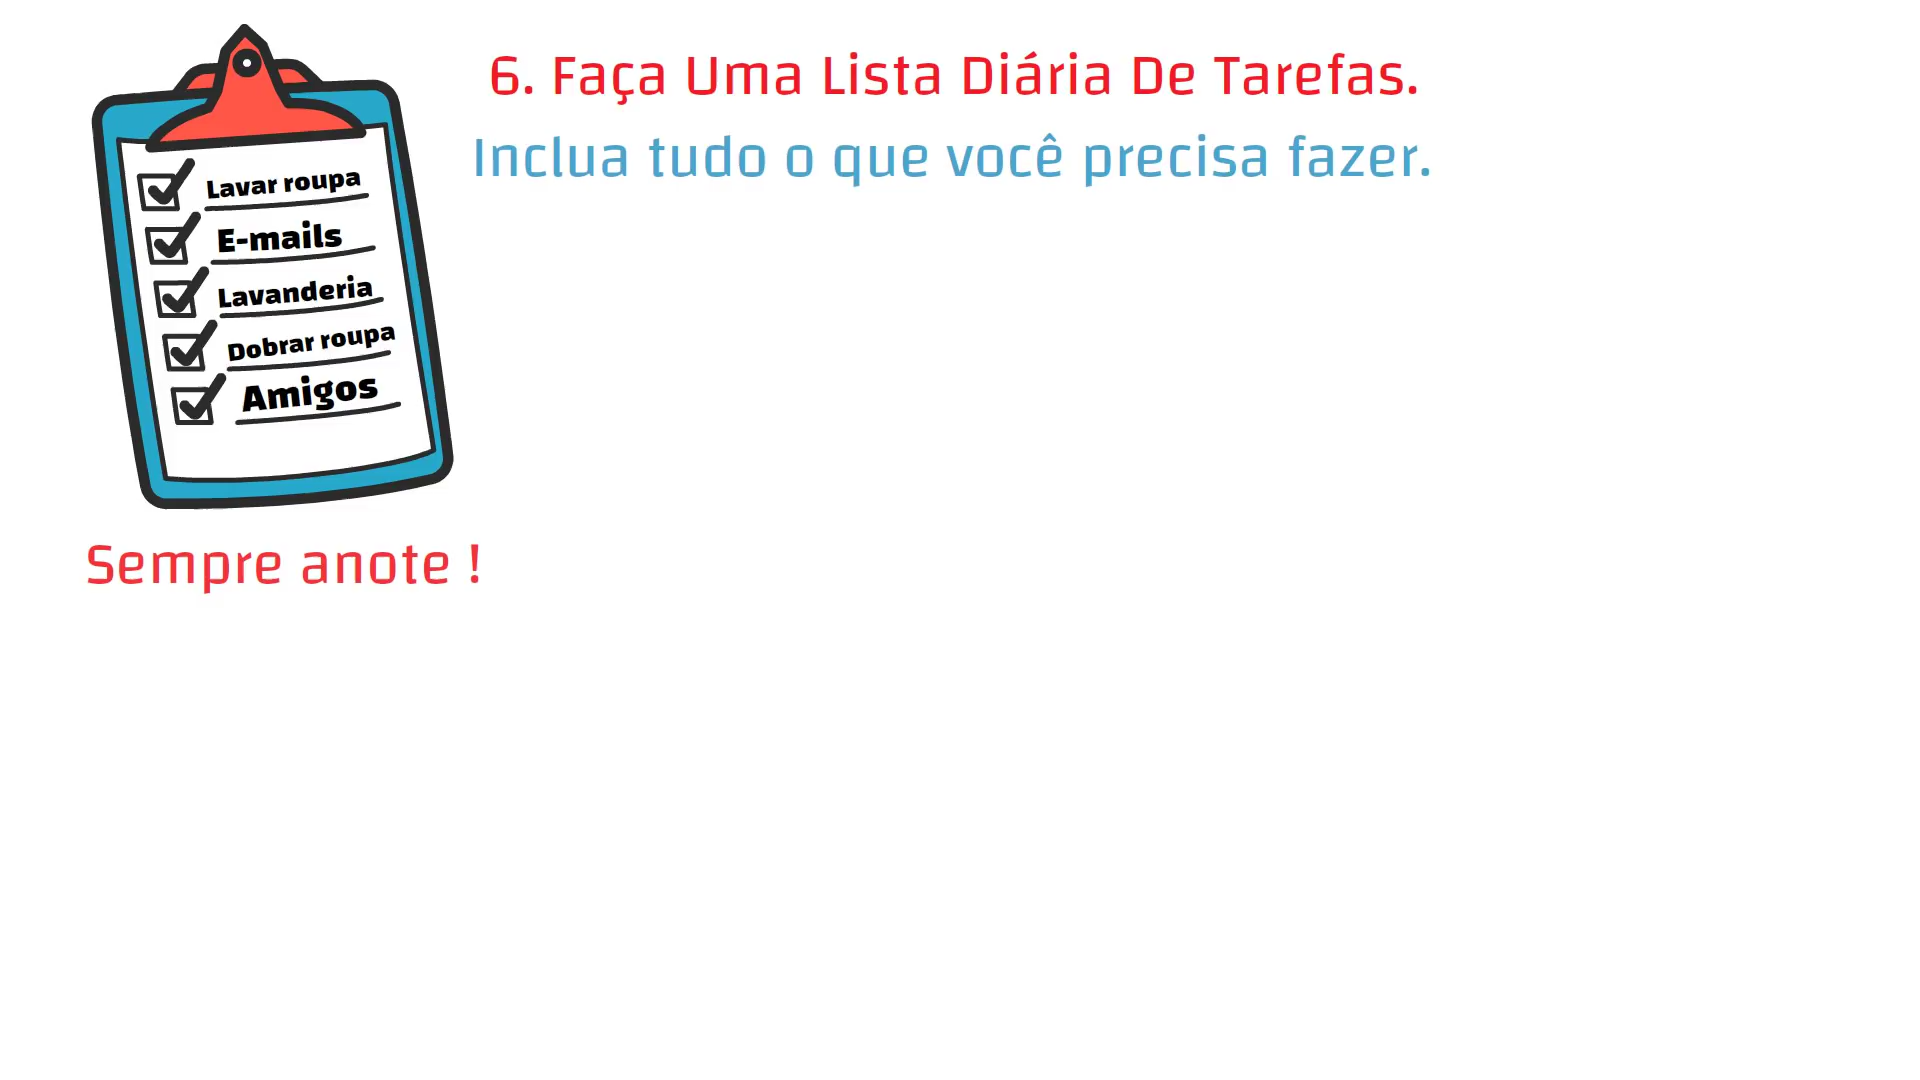 6. Faça Uma Lista Diária De Tarefas.
Inclua tudo o que você precisa fazer.
Lavar roupa
E-mails
Lavanderia
Dobrar roupa
Amigos
Sempre anote !